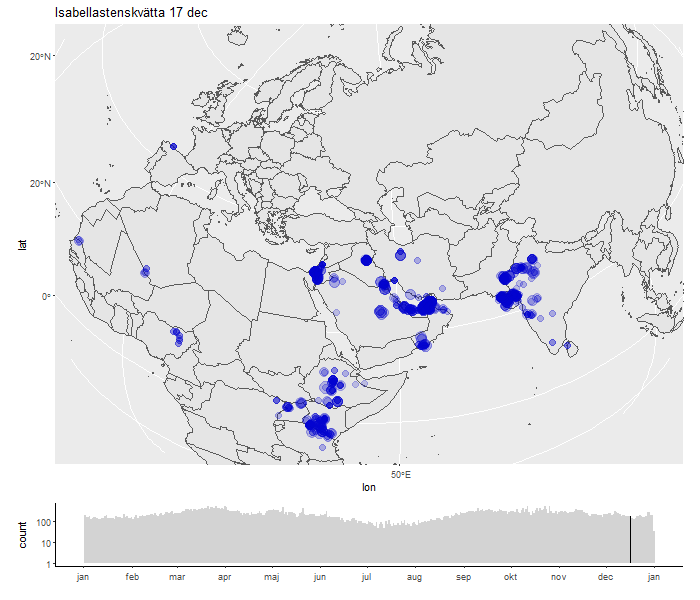 Isabellastenskvätta 17 dec
20°N
20°N
0°
lat
50°E
lon
count
100
10
1
jan feb mar apr maj jun jul aug sep okt nov dec jan